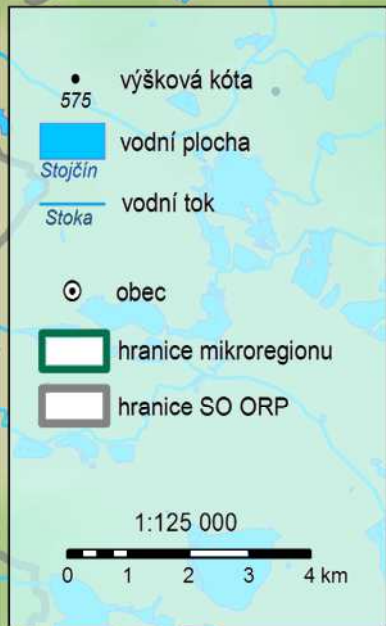 výšková kóta
575
vodní plocha
Stojčín
vodní tok
Stoka
obec
hranice mikroregionu
hranice SO ORP
1:125 000
0 1 2 3 4 km